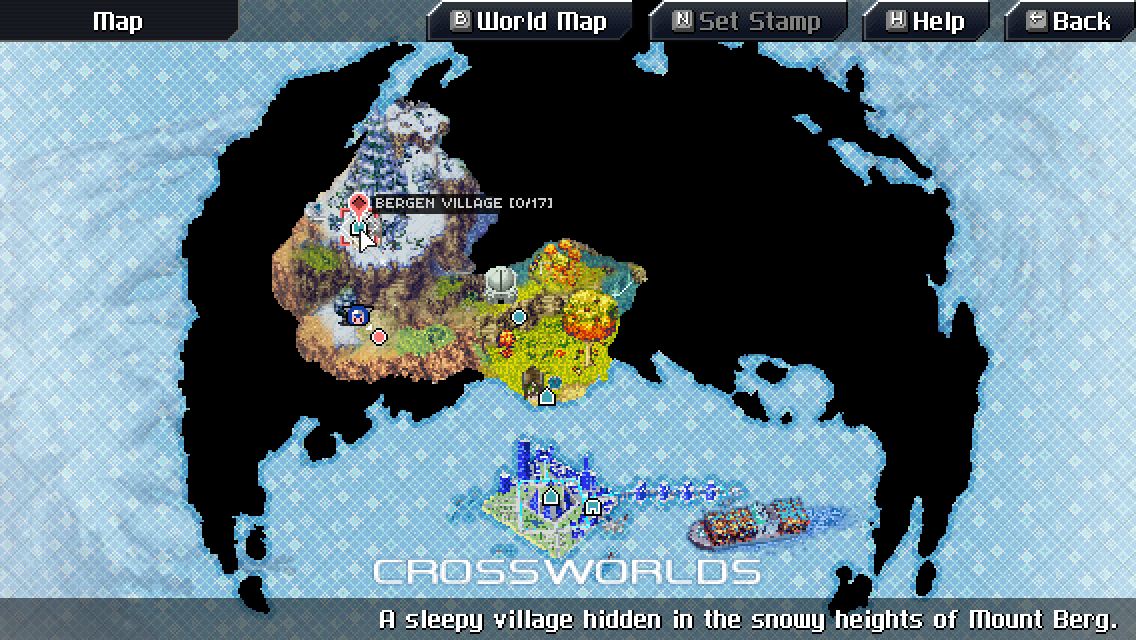 Map
B World Map
N Set Stamp
H Help
← Back
BERGEN VILLAGE [0/17]
CROSSWORLDS
A sleepy village hidden in the snowy heights of Mount Berg.